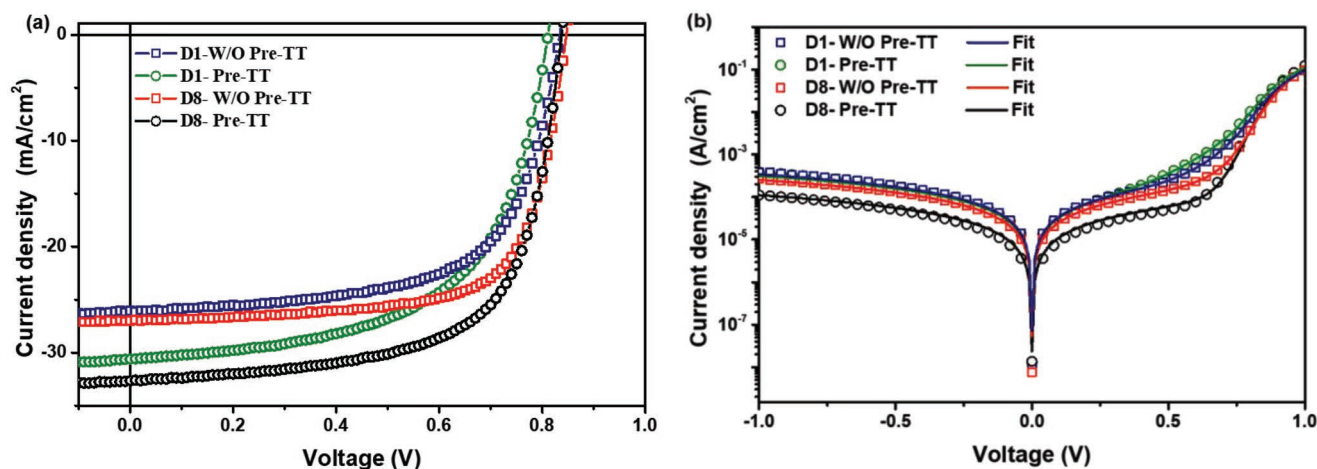 (a)
0
-10
-20
-30
Current density (mA/cm²)
D1-W/O Pre-TT
D1- Pre-TT
D8- W/O Pre-TT
D8- Pre-TT
0.0 0.2 0.4 0.6 0.8 1.0
Voltage (V)
(b)
10⁻¹
10⁻³
10⁻⁵
10⁻⁷
Current density (A/cm²)
D1- W/O Pre-TT Fit
D1- Pre-TT Fit
D8- W/O Pre-TT Fit
D8- Pre-TT Fit
-1.0 -0.5 0.0 0.5 1.0
Voltage (V)